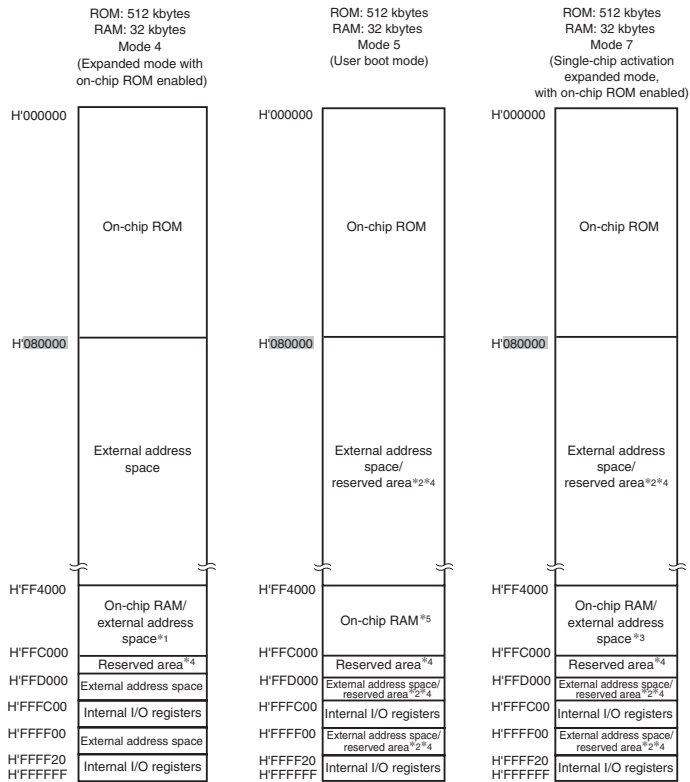 ROM: 512 kbytes
RAM: 32 kbytes
Mode 4
(Expanded mode with
on-chip ROM enabled)
H'000000
On-chip ROM
H'080000
External address
space
H'FF4000
On-chip RAM/
external address
space*1
H'FFC000
Reserved area*4
H'FFD000
External address space
H'FFFC00
Internal I/O registers
H'FFFF00
External address space
H'FFFF20
Internal I/O registers
H'FFFFFF
ROM: 512 kbytes
RAM: 32 kbytes
Mode 5
(User boot mode)
H'000000
On-chip ROM
H'080000
External address
space/
reserved area*2*4
H'FF4000
On-chip RAM*5
H'FFC000
Reserved area*4
H'FFD000
External address space/
reserved area*2*4
H'FFFC00
Internal I/O registers
H'FFFF00
External address space/
reserved area*2*4
H'FFFF20
Internal I/O registers
H'FFFFFF
ROM: 512 kbytes
RAM: 32 kbytes
Mode 7
(Single-chip activation
expanded mode,
with on-chip ROM enabled)
H'000000
On-chip ROM
H'080000
External address
space/
reserved area*2*4
H'FF4000
On-chip RAM/
external address
space*3
H'FFC000
Reserved area*4
H'FFD000
External address space/
reserved area*2*4
H'FFFC00
Internal I/O registers
H'FFFF00
External address space/
reserved area*2*4
H'FFFF20
Internal I/O registers
H'FFFFFF